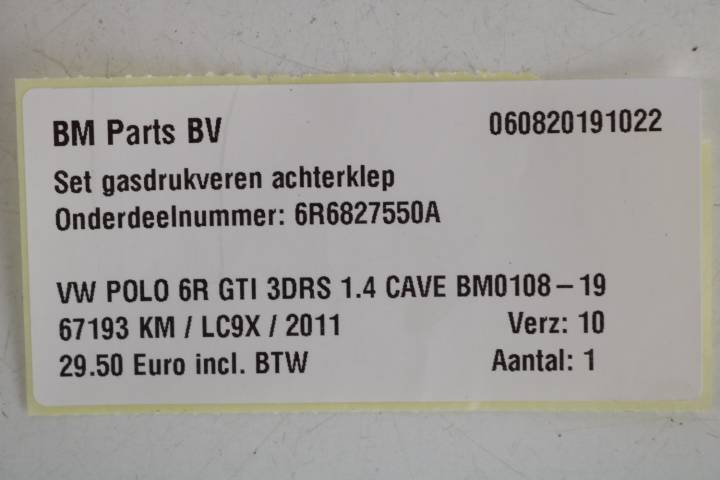 BM Parts BV 060820191022
Set gasdrukveren achterklep
Onderdeelnummer: 6R6827550A
VW POLO 6R GTI 3DRS 1.4 CAVE BM0108-19
67193 KM / LC9X / 2011 Verz: 10
29.50 Euro incl. BTW Aantal: 1